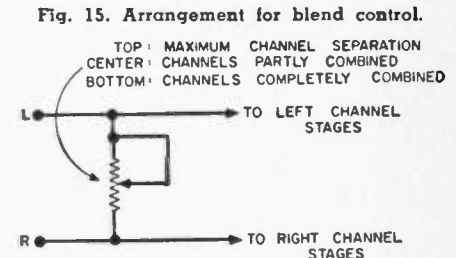 Fig. 15. Arrangement for blend control.
TOP: MAXIMUM CHANNEL SEPARATION
CENTER: CHANNELS PARTLY COMBINED
BOTTOM: CHANNELS COMPLETELY COMBINED
L
TO LEFT CHANNEL
STAGES
R
TO RIGHT CHANNEL
STAGES